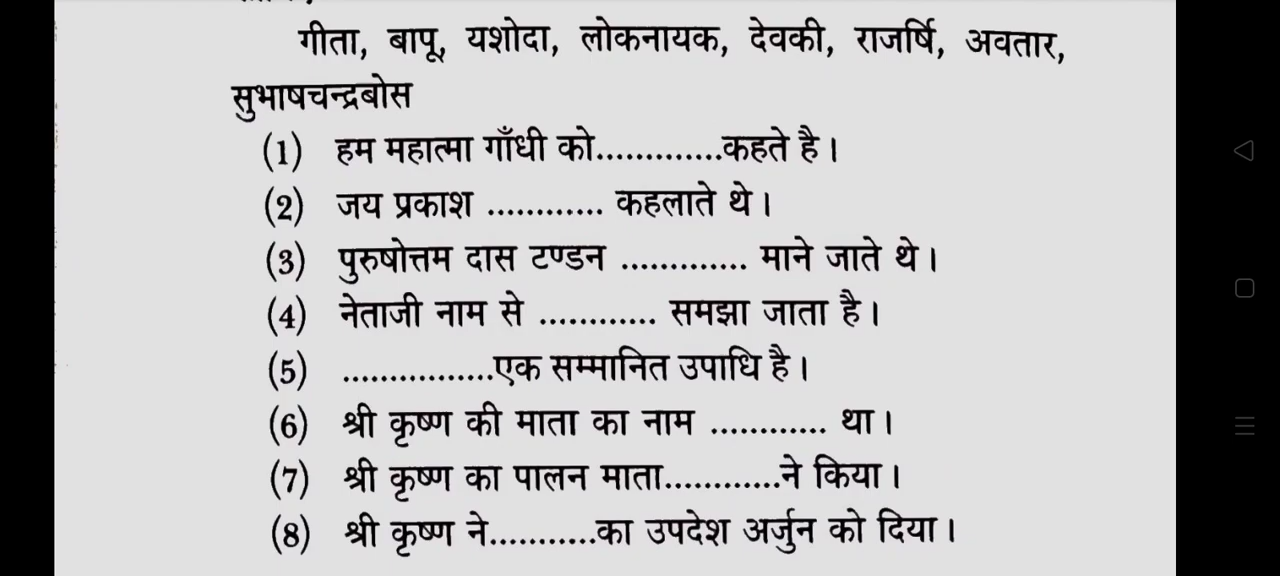 गीता, बापू, यशोदा, लोकनायक, देवकी, राजर्षि, अवतार,
सुभाषचन्द्रबोस
(1) हम महात्मा गाँधी को.............कहते है।
(2) जय प्रकाश ............ कहलाते थे।
(3) पुरुषोत्तम दास टण्डन ............. माने जाते थे।
(4) नेताजी नाम से ............ समझा जाता है।
(5) ................एक सम्मानित उपाधि है।
(6) श्री कृष्ण की माता का नाम ............ था।
(7) श्री कृष्ण का पालन माता............ने किया।
(8) श्री कृष्ण ने...........का उपदेश अर्जुन को दिया।